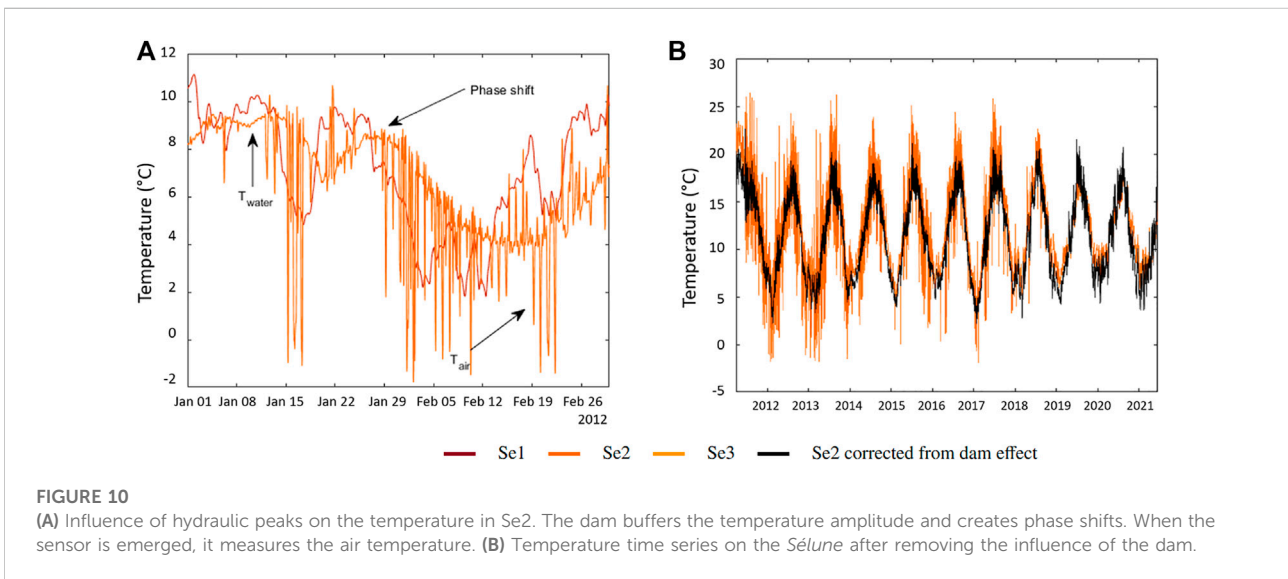 A
12
10
8
6
4
2
0
-2
Temperature (°C)
Phase shift
T water
T air
Jan 01 Jan 08 Jan 15 Jan 22 Jan 29 Feb 05 Feb 12 Feb 19 Feb 26
2012
B
30
25
20
15
10
5
0
-5
Temperature (°C)
2012 2013 2014 2015 2016 2017 2018 2019 2020 2021
Se1 Se2 Se3 Se2 corrected from dam effect
FIGURE 10
(A) Influence of hydraulic peaks on the temperature in Se2. The dam buffers the temperature amplitude and creates phase shifts. When the
sensor is emerged, it measures the air temperature. (B) Temperature time series on the Sélune after removing the influence of the dam.